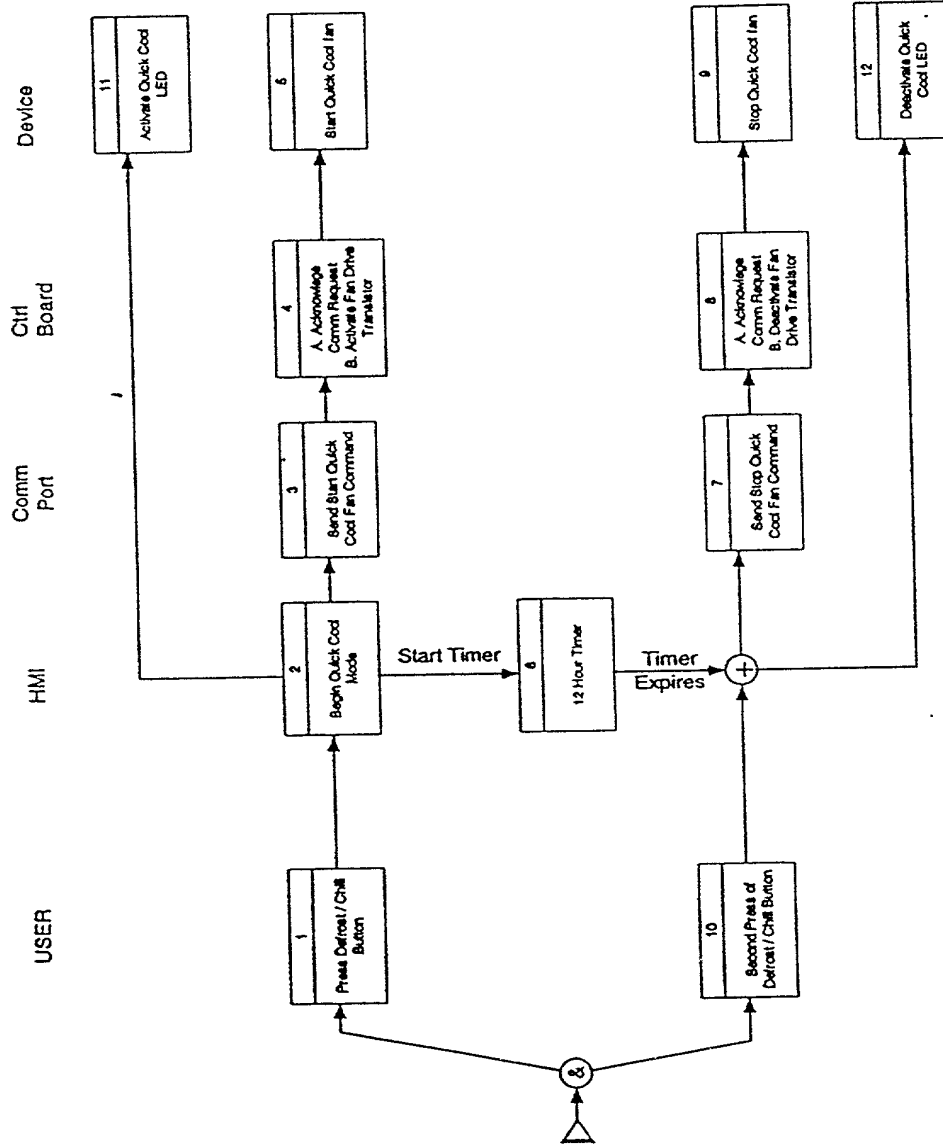 USER
HMI
Comm
Port
Ctrl
Board
Device
11
Activate Quick Cool
LED
1
Press Defrost / Chill
Button
2
Begin Quick Cool
Mode
3
Send Start Quick
Cool Fan Command
4
A. Acknowlege
Comm Request
B. Activate Fan Drive
Translator
5
Start Quick Cool fan
Start Timer
6
12 Hour Timer
Timer
Expires
&
+
10
Second Press of
Defrost / Chill Button
7
Send Stop Quick
Cool Fan Command
8
A. Acknowlege
Comm Request
B. Deactivate Fan
Drive Translator
9
Stop Quick Cool fan
12
Deactivate Quick
Cool LED